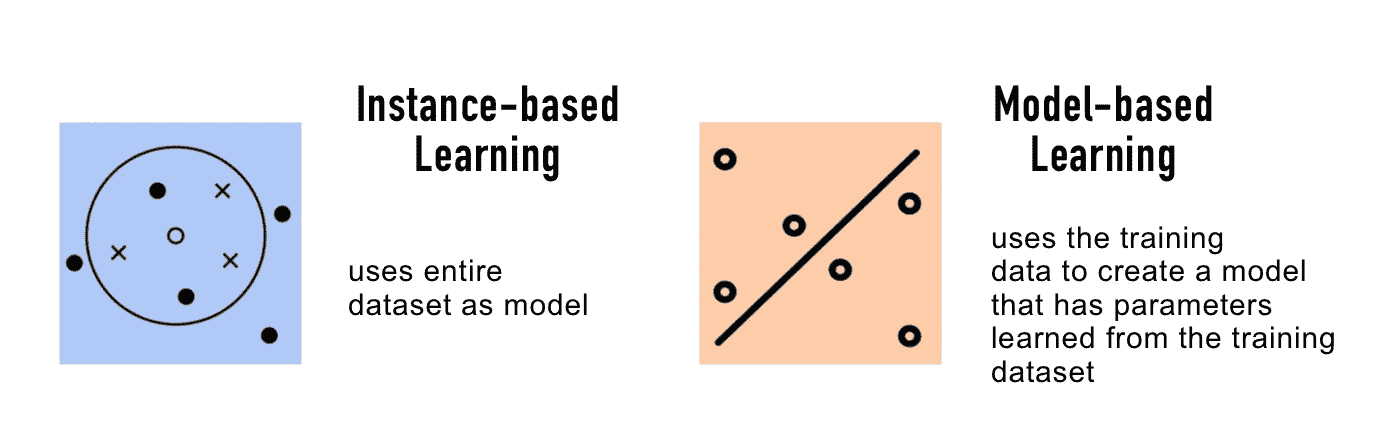 Instance-based
Learning
uses entire
dataset as model
Model-based
Learning
uses the training
data to create a model
that has parameters
learned from the training
dataset